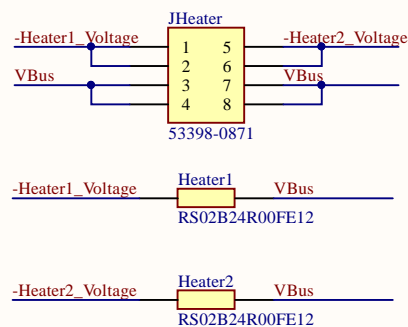 JHeater
-Heater1_Voltage 1 5 -Heater2_Voltage
2 6
VBus 3 7 VBus
4 8
53398-0871
Heater1
-Heater1_Voltage VBus
RS02B24R00FE12
Heater2
-Heater2_Voltage VBus
RS02B24R00FE12